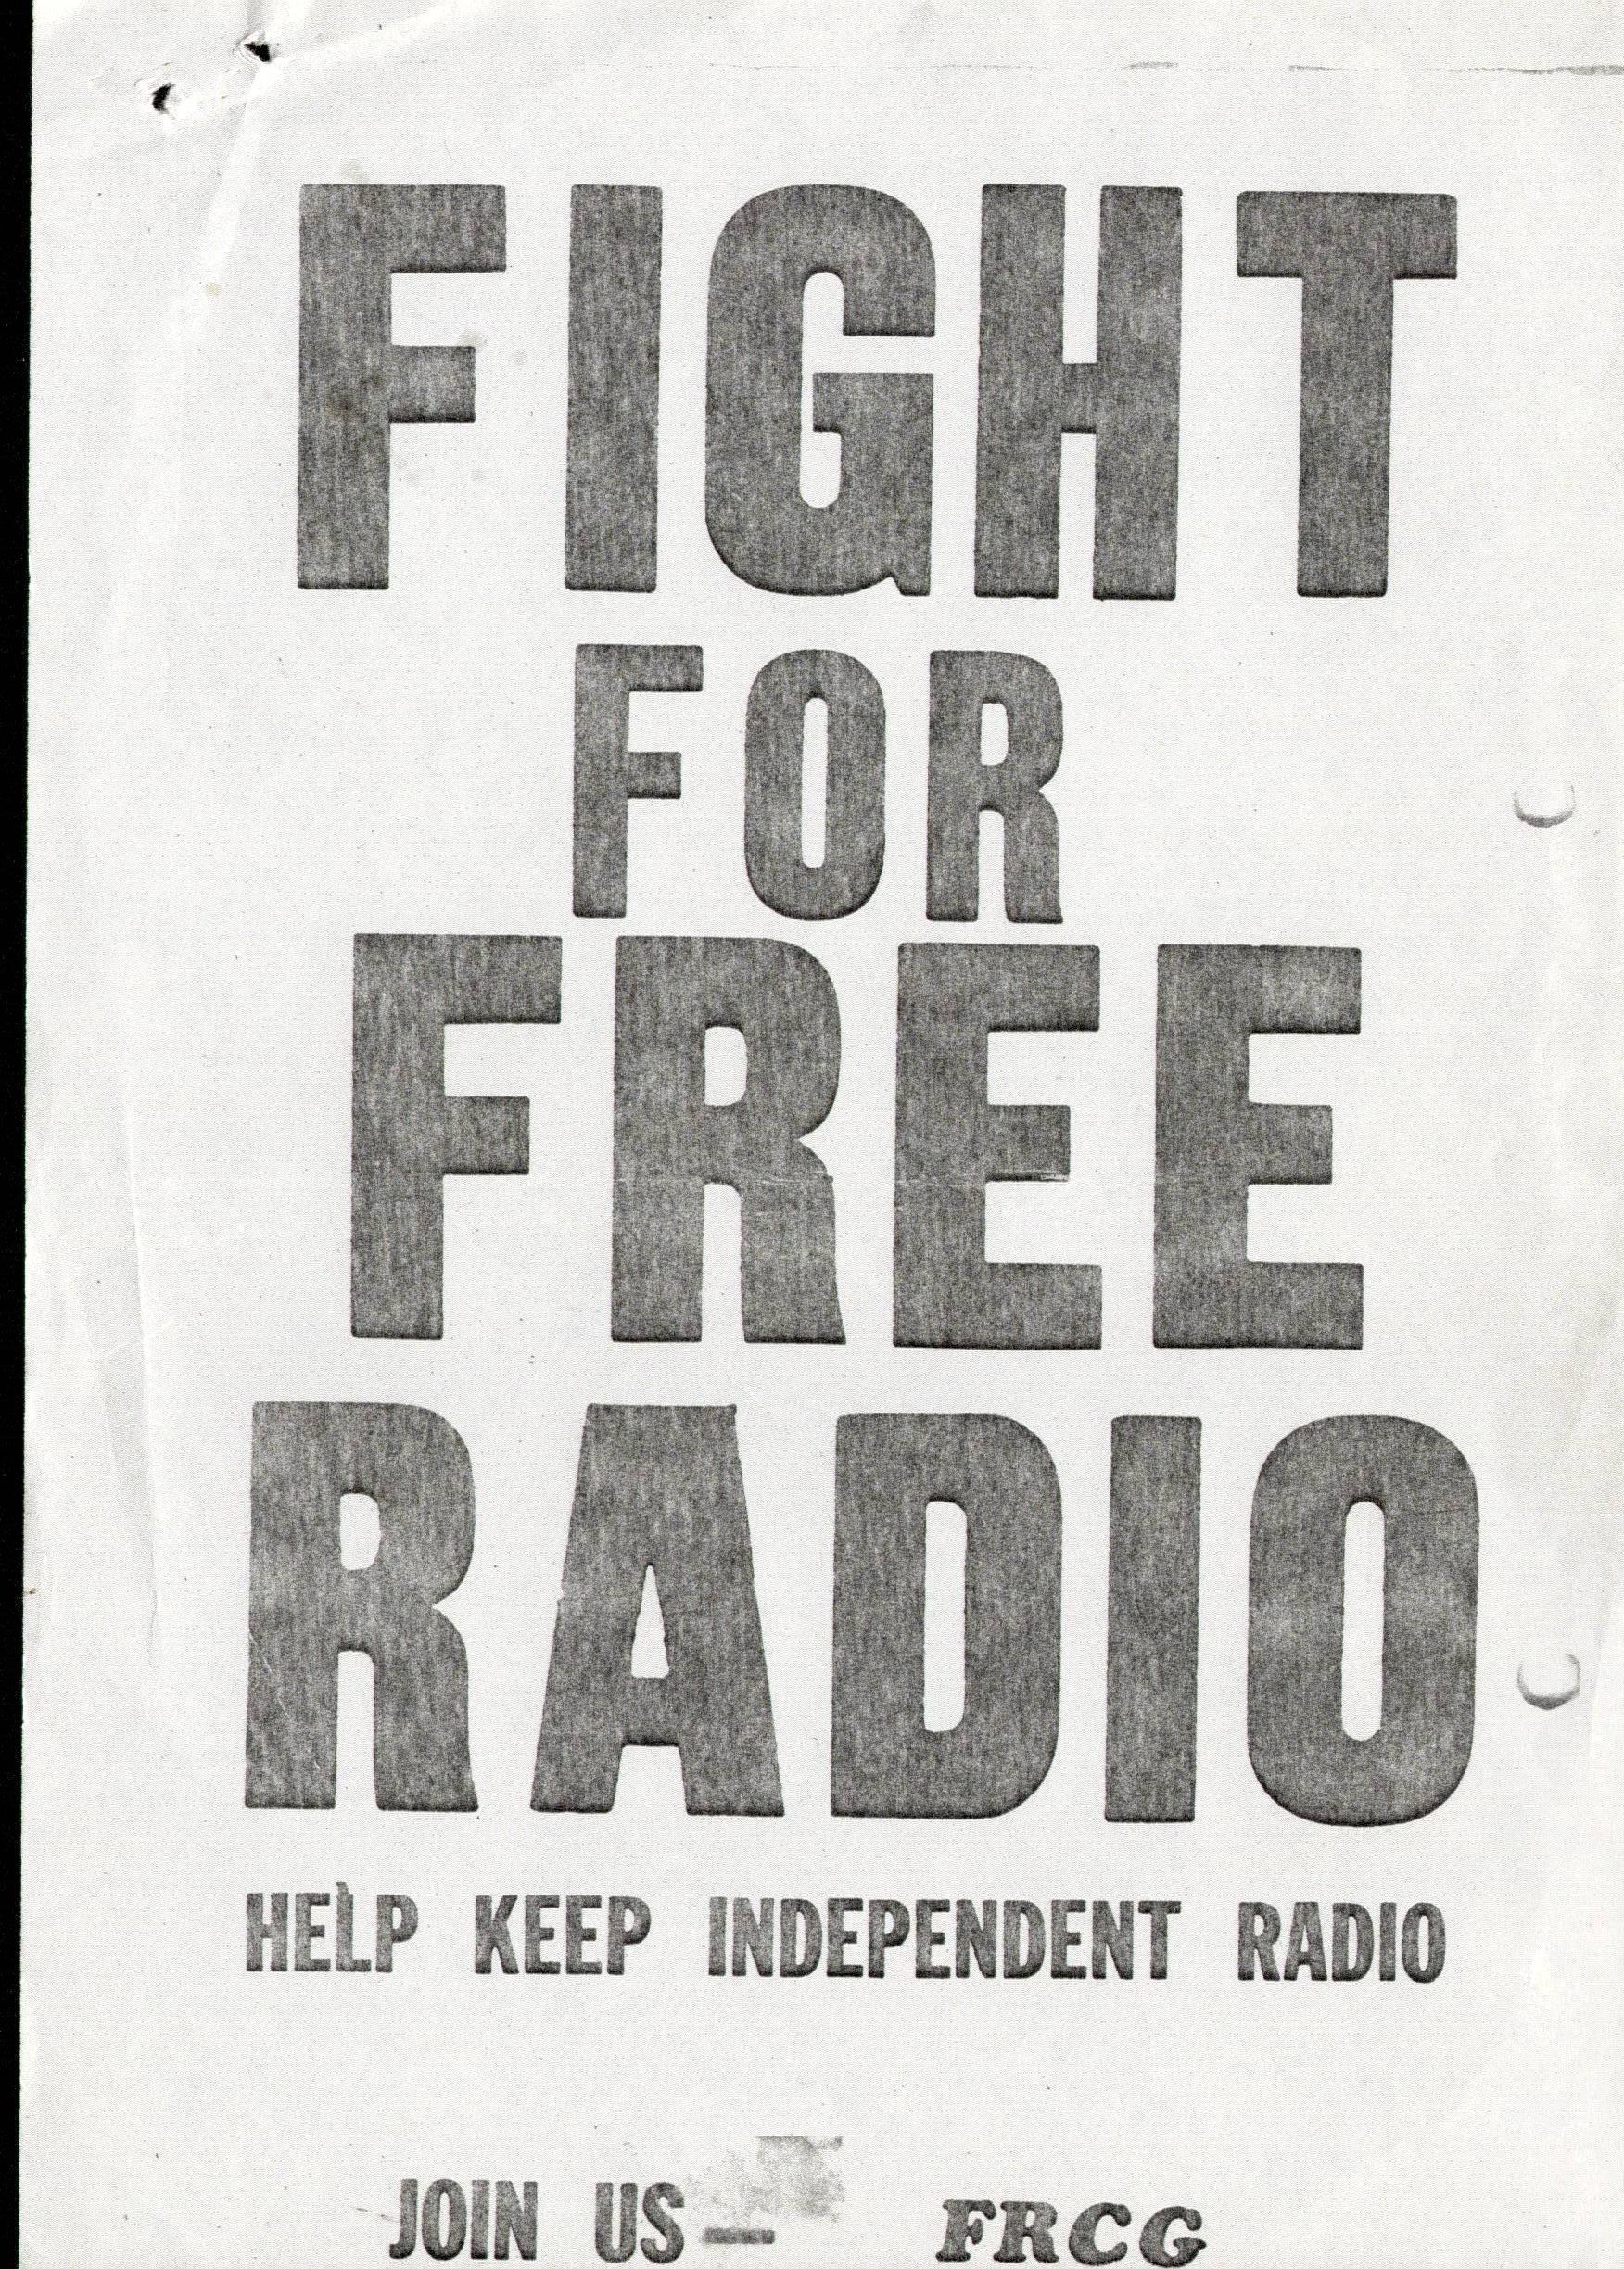 FIGHT
FOR
FREE
RADIO
HELP KEEP INDEPENDENT RADIO
JOIN US — FRCG